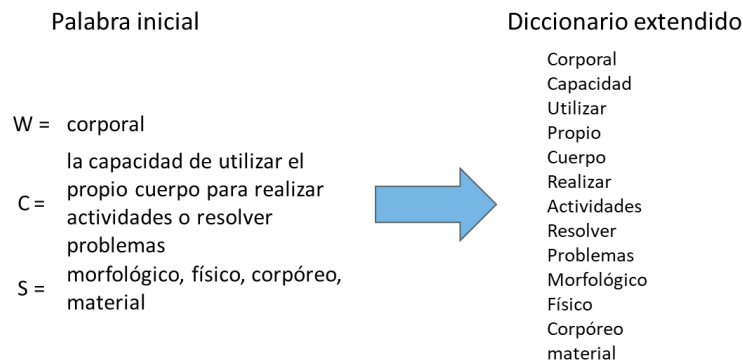 Palabra inicial
W = corporal
C = la capacidad de utilizar el
propio cuerpo para realizar
actividades o resolver
problemas
S = morfológico, físico, corpóreo,
material
Diccionario extendido
Corporal
Capacidad
Utilizar
Propio
Cuerpo
Realizar
Actividades
Resolver
Problemas
Morfológico
Físico
Corpóreo
material